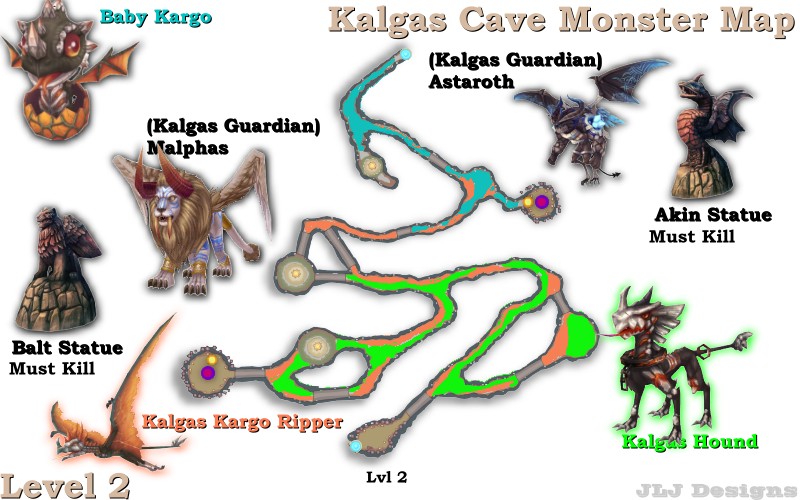 Baby Kargo
Kalgas Cave Monster Map
(Kalgas Guardian)
Astaroth
(Kalgas Guardian)
Malphas
Akin Statue
Must Kill
Balt Statue
Must Kill
Kalgas Kargo Ripper
Kalgas Hound
Lvl 2
Level 2
JLJ Designs